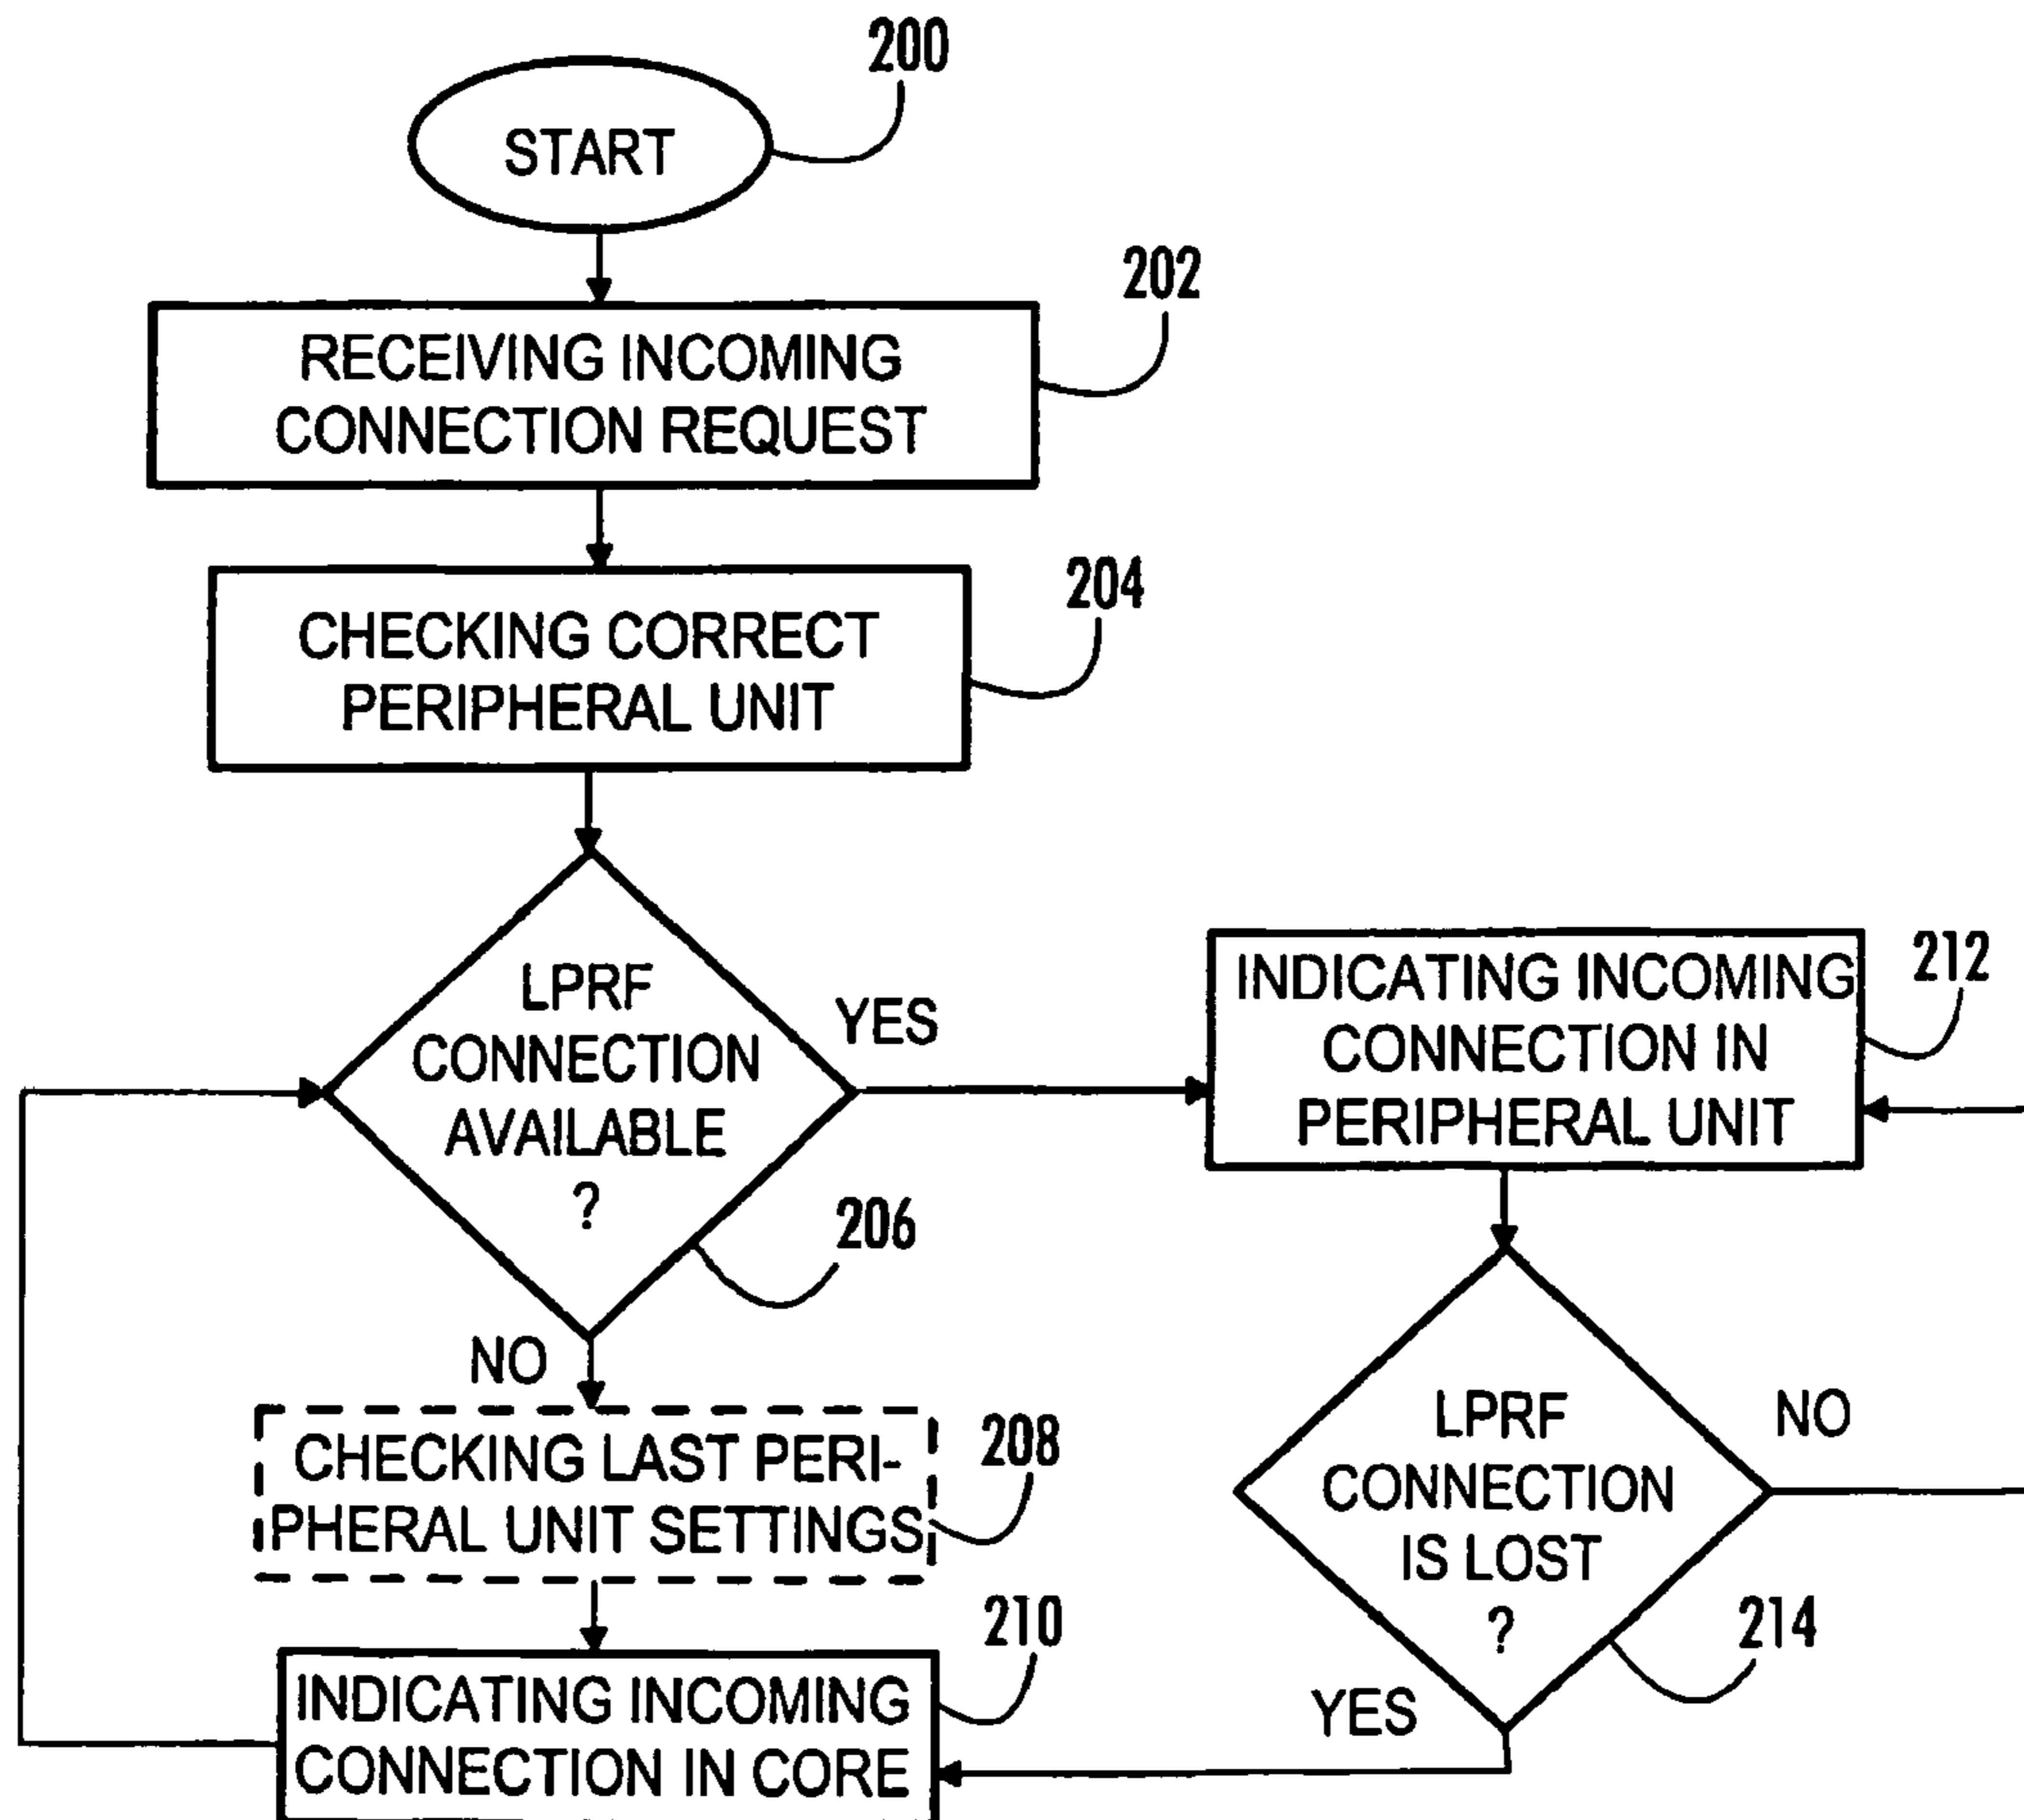 200
START
202
RECEIVING INCOMING
CONNECTION REQUEST
204
CHECKING CORRECT
PERIPHERAL UNIT
LPRF
CONNECTION
AVAILABLE
?
YES
206
NO
212
INDICATING INCOMING
CONNECTION IN
PERIPHERAL UNIT
208
CHECKING LAST PERI-
PHERAL UNIT SETTINGS
LPRF
CONNECTION
IS LOST
?
NO
214
YES
210
INDICATING INCOMING
CONNECTION IN CORE